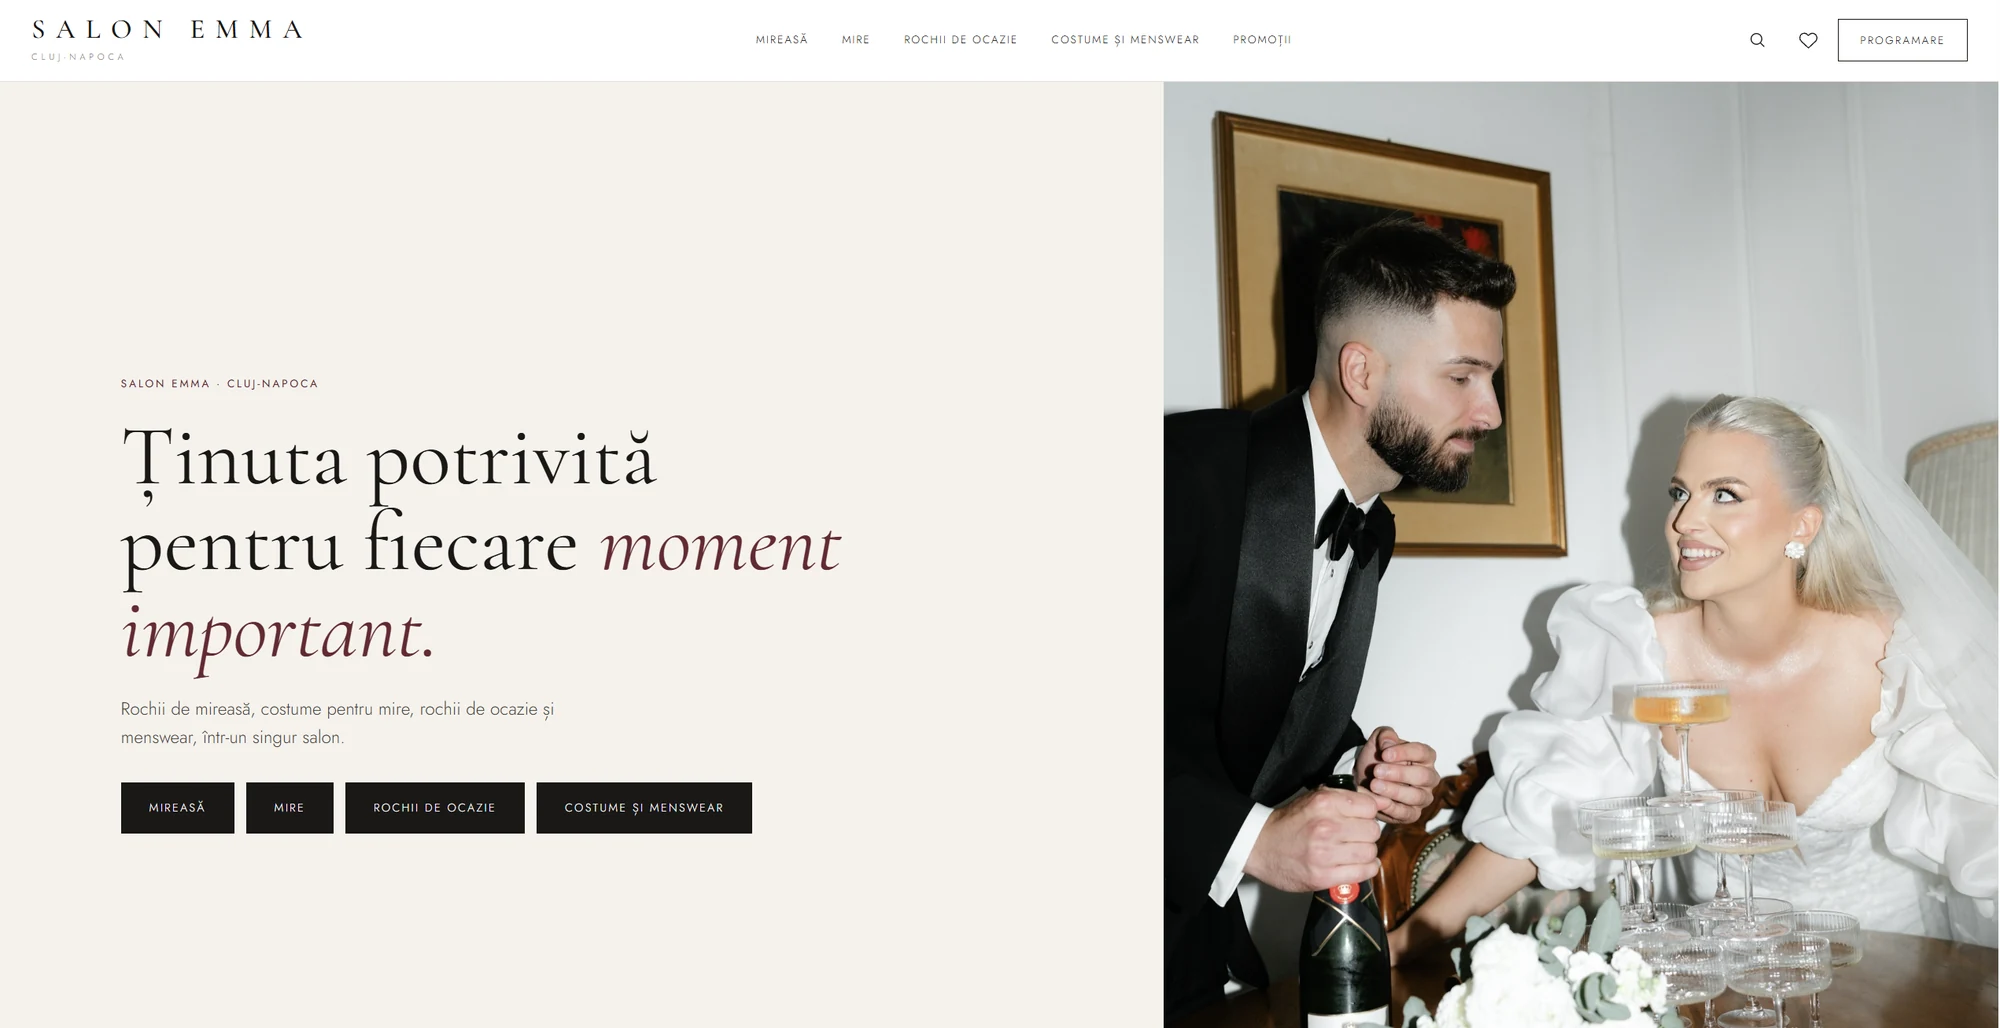 SALON EMMA
CLUJ-NAPOCA
MIREASĂ MIRE ROCHII DE OCAZIE COSTUME ȘI MENSWEAR PROMOȚII
PROGRAMARE
SALON EMMA · CLUJ-NAPOCA
Ținuta potrivită
pentru fiecare moment
important.
Rochii de mireasă, costume pentru mire, rochii de ocazie și
menswear, într-un singur salon.
MIREASĂ MIRE ROCHII DE OCAZIE COSTUME ȘI MENSWEAR